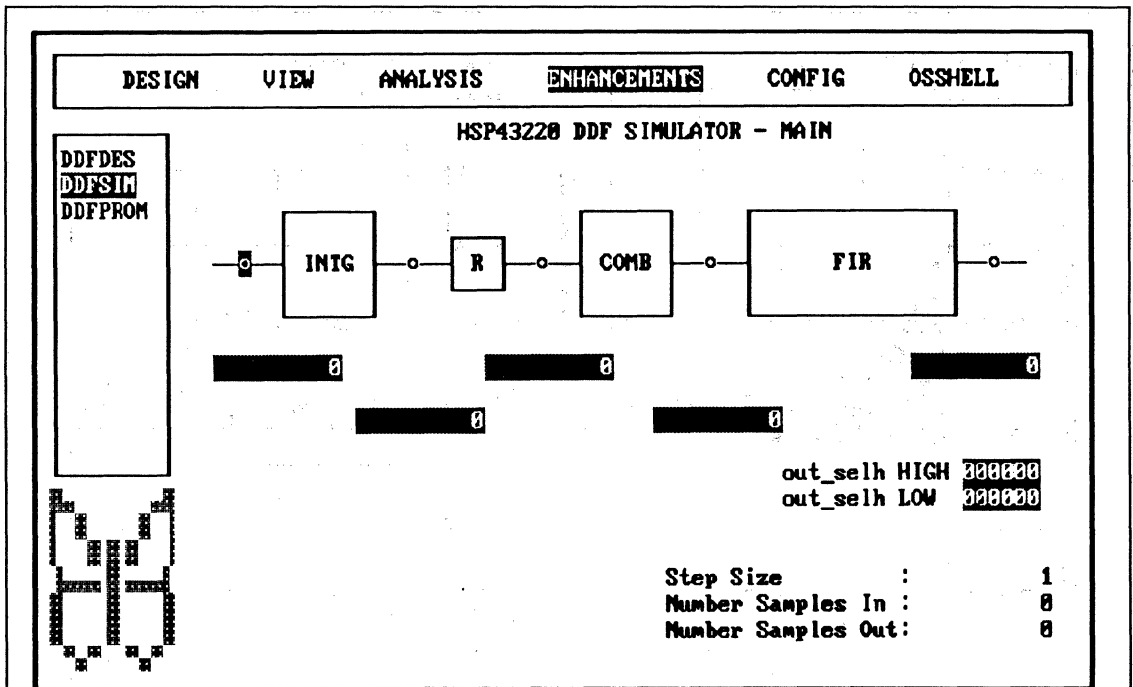 DESIGN VIEW ANALYSIS ENHANCEMENTS CONFIG OSSHELL
HSP43220 DDF SIMULATOR - MAIN
DDFDES
DDFSIM
DDFPROM
INTG R COMB FIR
0 0 0
0 0
out_selh HIGH 000000
out_selh LOW 000000
Step Size : 1
Number Samples In : 0
Number Samples Out: 0